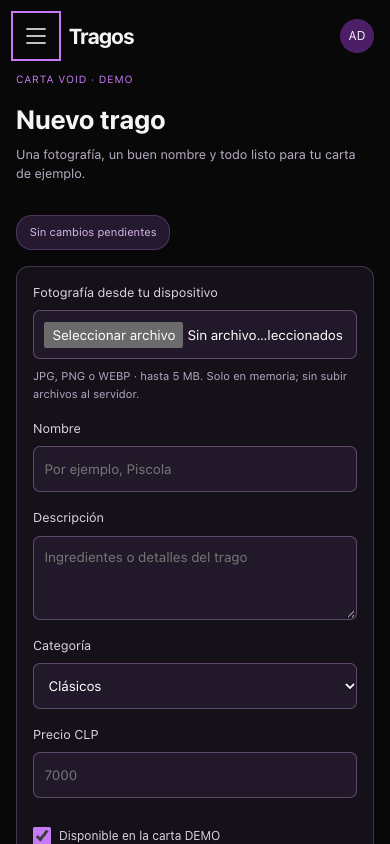 Tragos
AD
CARTA VOID · DEMO
Nuevo trago
Una fotografía, un buen nombre y todo listo para tu carta
de ejemplo.
Sin cambios pendientes
Fotografía desde tu dispositivo
Seleccionar archivo Sin archivo...leccionados
JPG, PNG o WEBP · hasta 5 MB. Solo en memoria; sin subir
archivos al servidor.
Nombre
Por ejemplo, Piscola
Descripción
Ingredientes o detalles del trago
Categoría
Clásicos
Precio CLP
7000
Disponible en la carta DEMO